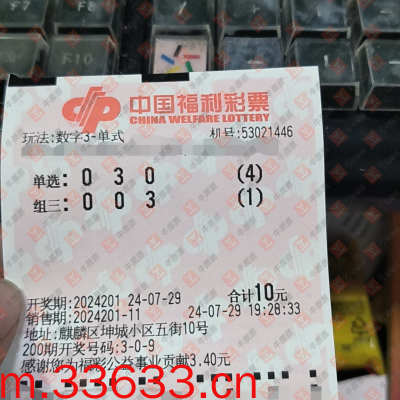 中国福利彩票
CHINA WELFARE LOTTERY
玩法:数字3-单式 机号:53021446
单选: 0 3 0 (4)
组三: 0 0 3 (1)
开奖期:2024201 24-07-29 合计10元
销售期:2024201-11 24-07-29 19:28:33
地址:麒麟区坤城小区五街10号
200期开奖号码:3-0-9
感谢您为福彩公益事业贡献3.40元
m.33633.cn